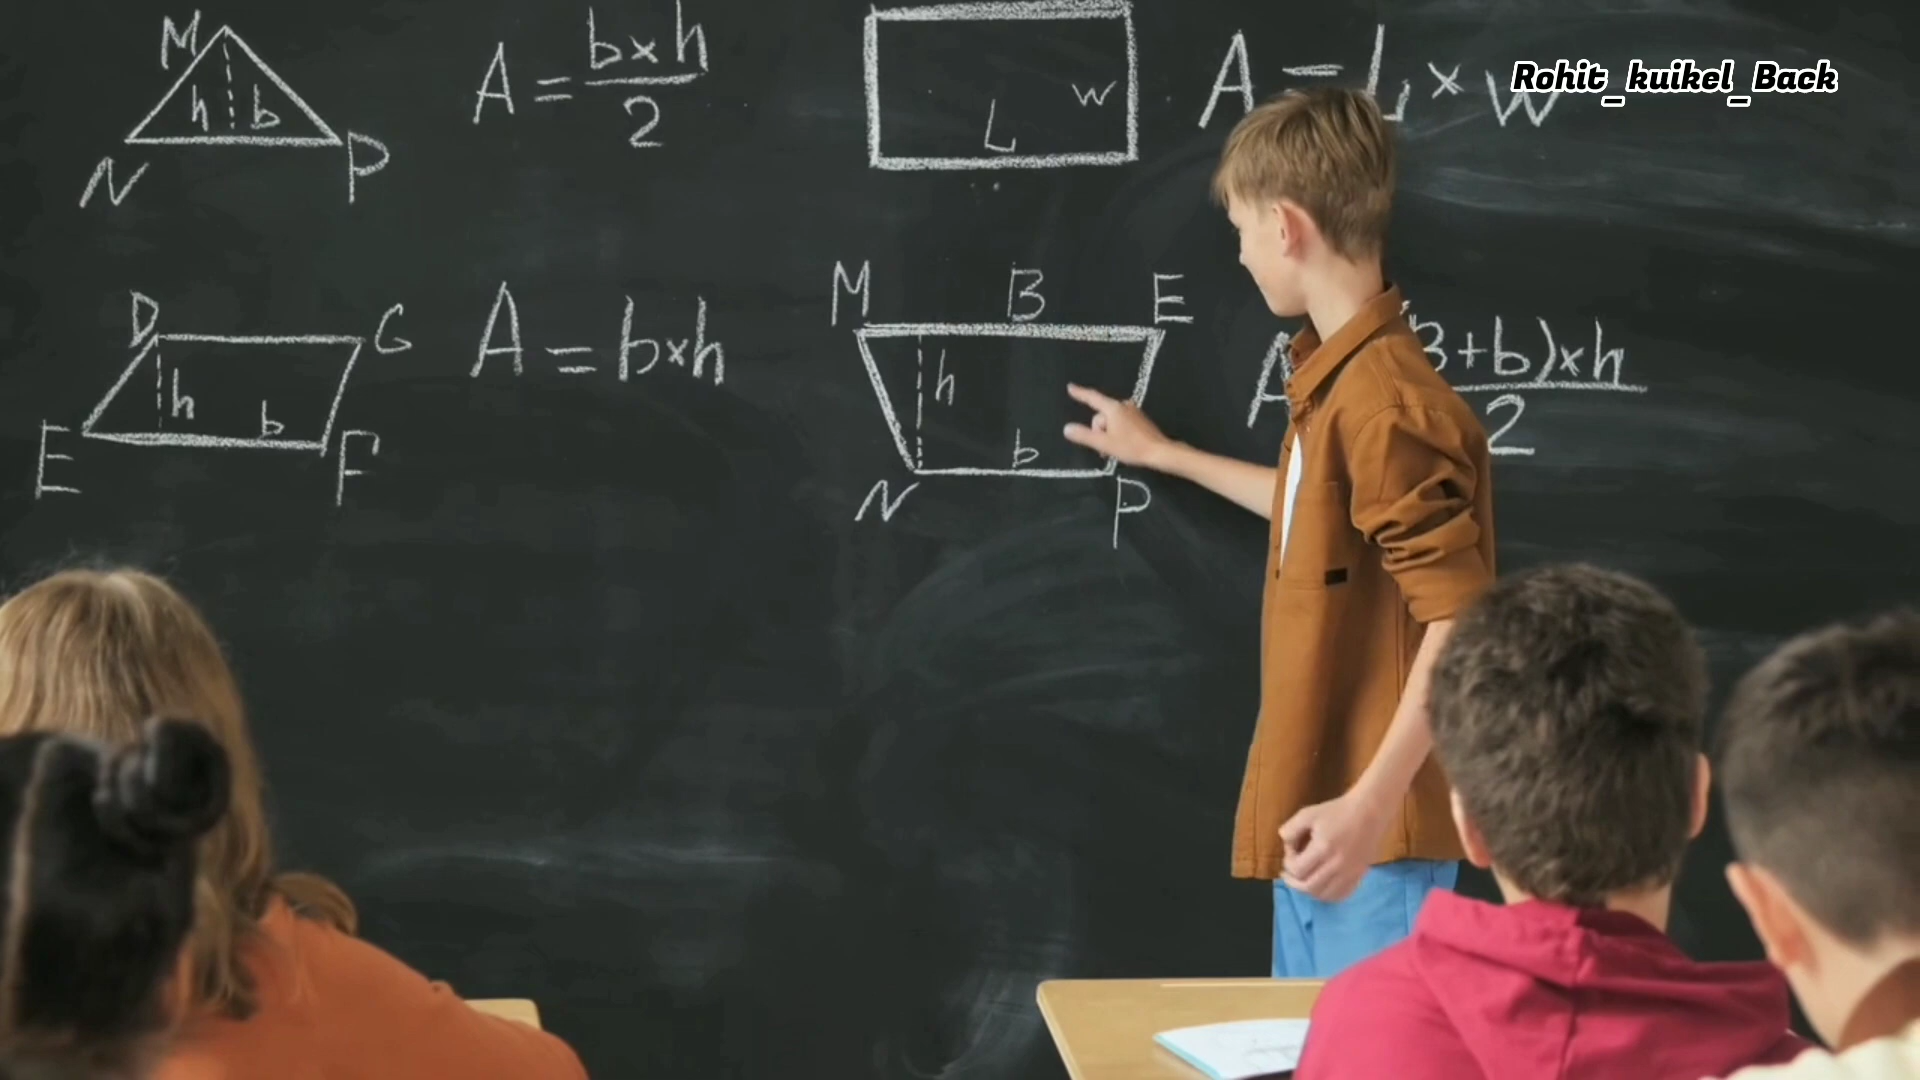 M
A = b×h
2
h b
N P
L W
A = L × W
Rohit_kuikel_Back
D G
h b
E F
A = b×h
M B E
h
b
N P
A
B+b)×h
2